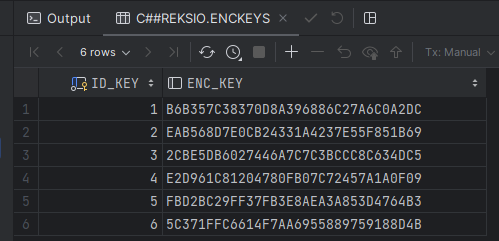 Output C##REKSIO.ENCKEYS
6 rows Tx: Manual
ID_KEY ENC_KEY
1 1 B6B357C38370D8A396886C27A6C0A2DC
2 2 EAB568D7E0CB24331A4237E55F851B69
3 3 2CBE5DB6027446A7C7C3BCCC8C634DC5
4 4 E2D961C81204780FB07C72457A1A0F09
5 5 FBD2BC29FF37FB3E8AEA3A853D4764B3
6 6 5C371FFC6614F7AA6955889759188D4B